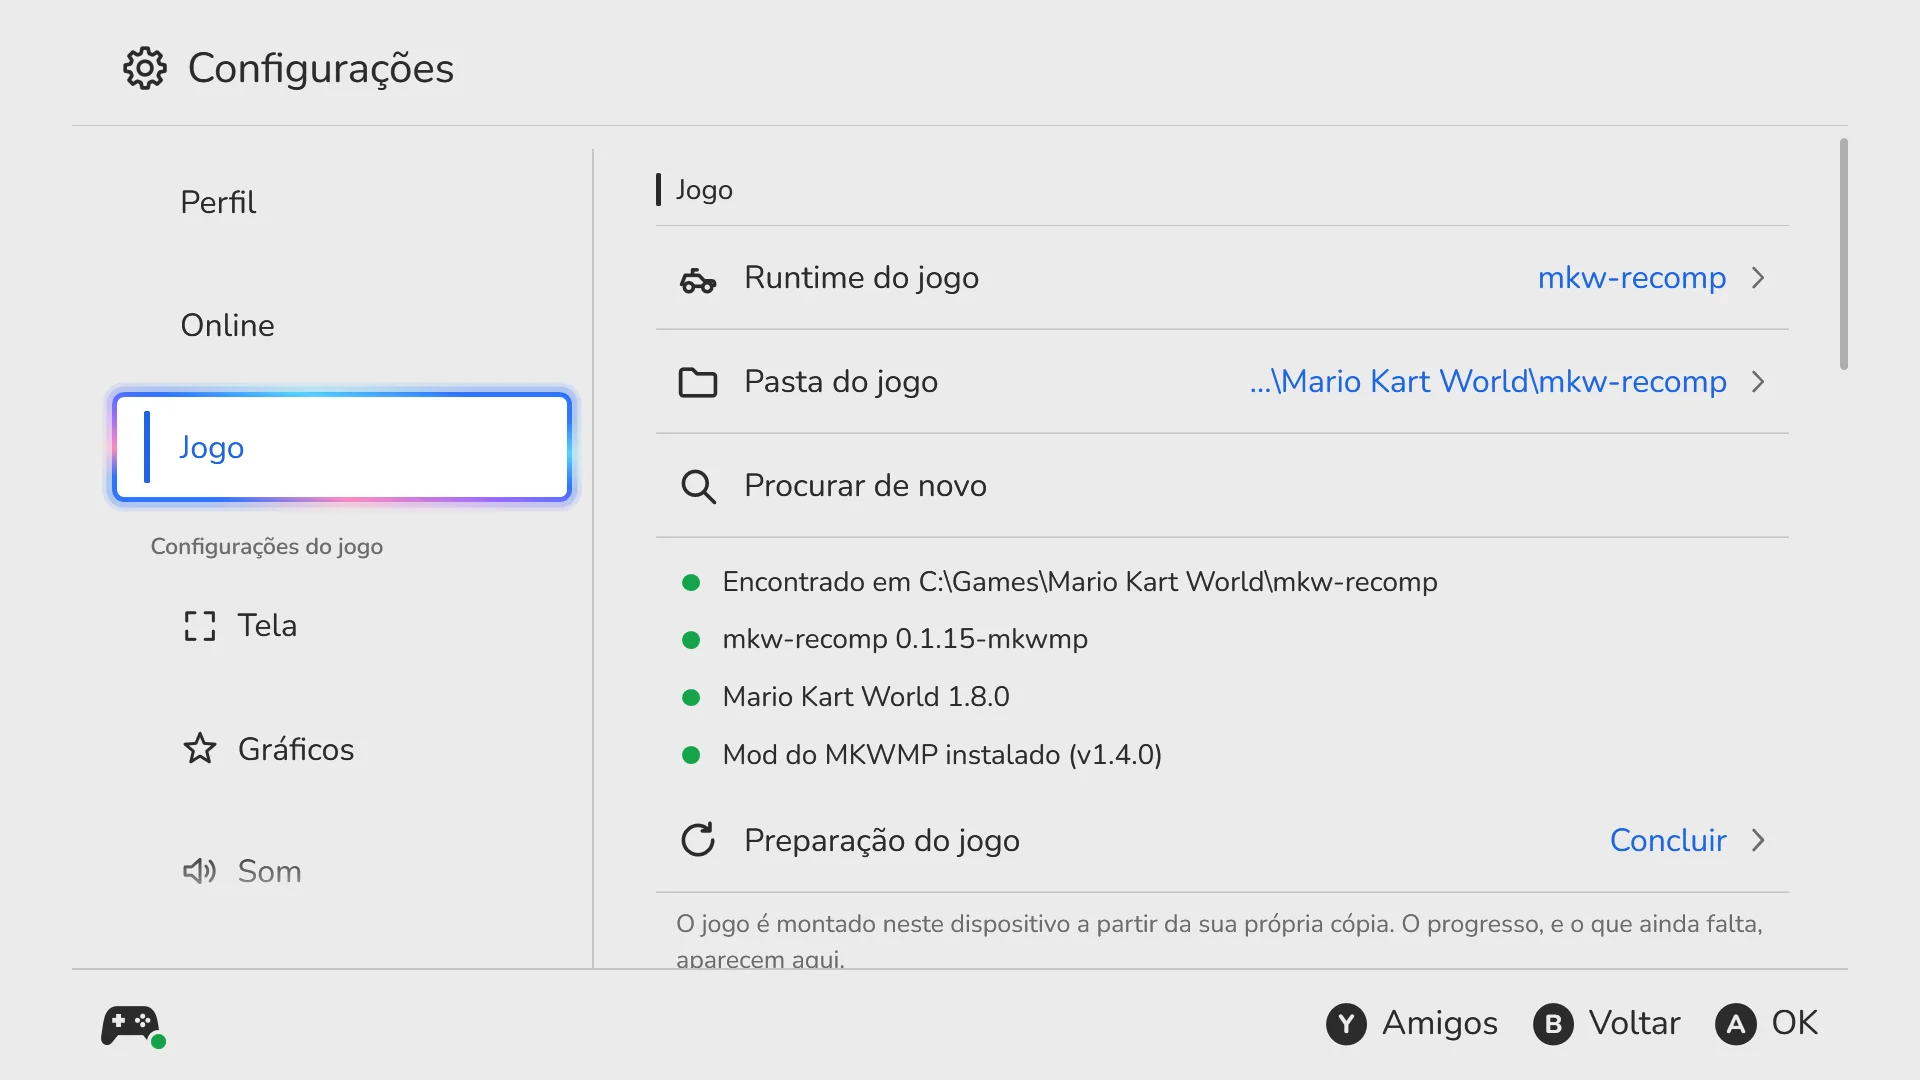 Configurações
Perfil
Online
Jogo
Configurações do jogo
Tela
Gráficos
Som
Jogo
Runtime do jogo
mkw-recomp
Pasta do jogo
...\Mario Kart World\mkw-recomp
Procurar de novo
Encontrado em C:\Games\Mario Kart World\mkw-recomp
mkw-recomp 0.1.15-mkwmp
Mario Kart World 1.8.0
Mod do MKWMP instalado (v1.4.0)
Preparação do jogo
Concluir
O jogo é montado neste dispositivo a partir da sua própria cópia. O progresso, e o que ainda falta,
aparecem aqui.
Y Amigos
B Voltar
A OK